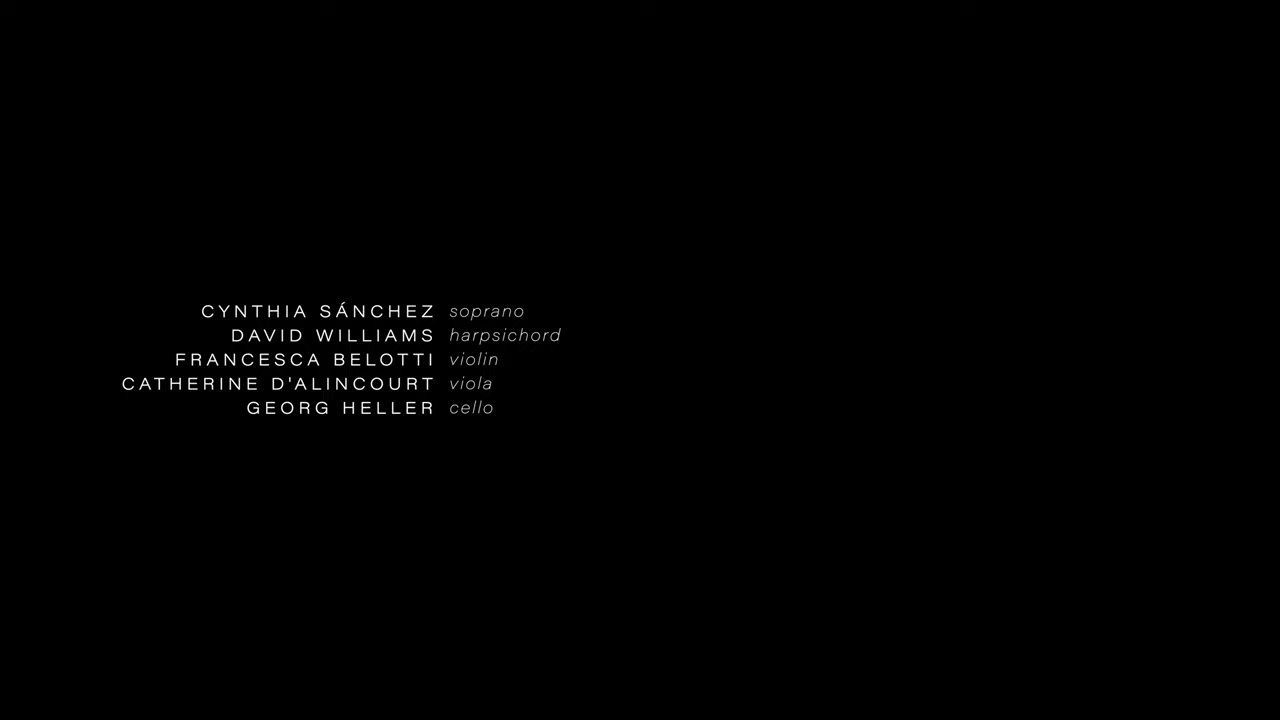 CYNTHIA SÁNCHEZ soprano
DAVID WILLIAMS harpsichord
FRANCESCA BELOTTI violin
CATHERINE D'ALINCOURT viola
GEORG HELLER cello